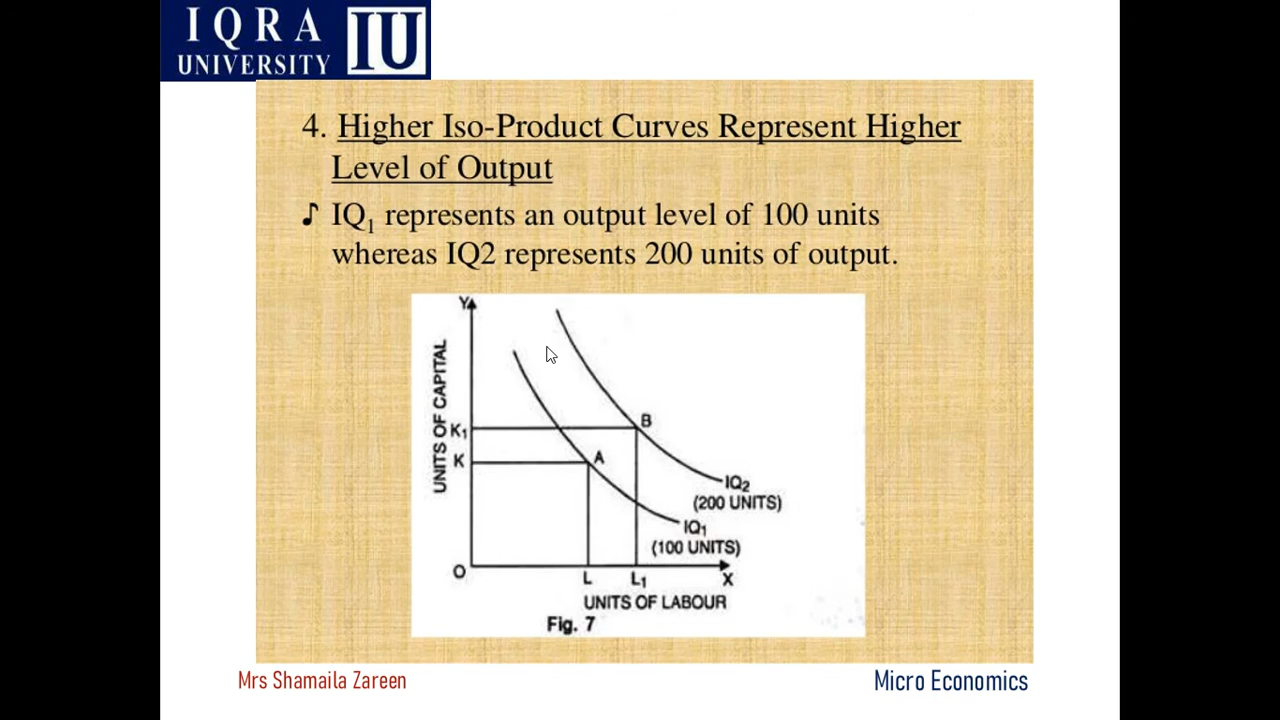 IQRA
UNIVERSITY
IU
4. Higher Iso-Product Curves Represent Higher
Level of Output
♪ IQ₁ represents an output level of 100 units
whereas IQ2 represents 200 units of output.
Y
UNITS OF CAPITAL
K₁
K
B
A
IQ₂
(200 UNITS)
IQ₁
(100 UNITS)
O
L
L₁
X
UNITS OF LABOUR
Fig. 7
Mrs Shamaila Zareen
Micro Economics